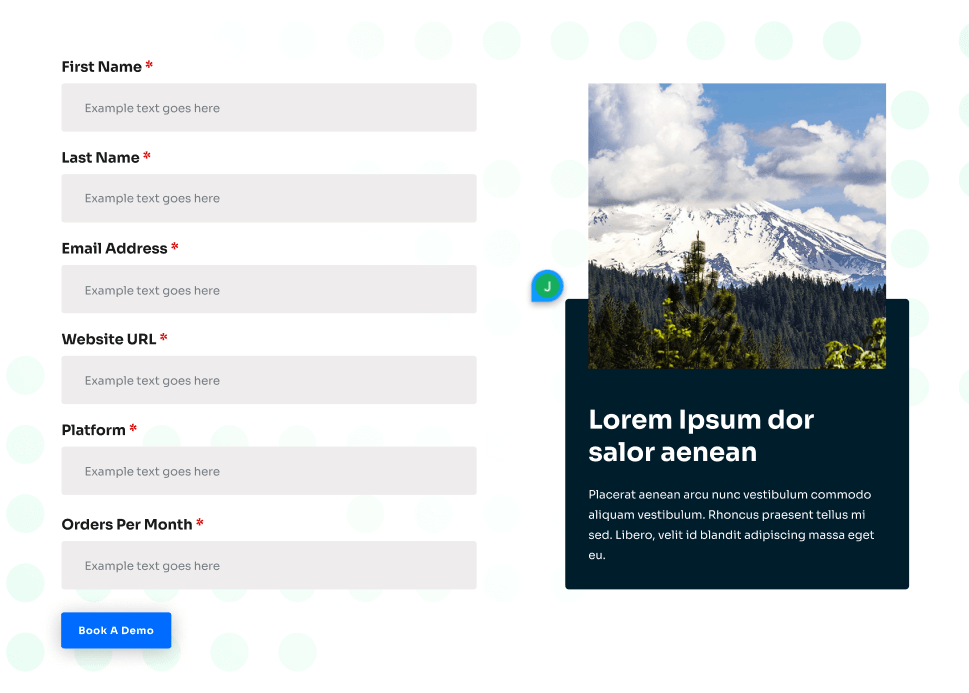 First Name *
Example text goes here
Last Name *
Example text goes here
Email Address *
Example text goes here
Website URL *
Example text goes here
Platform *
Example text goes here
Orders Per Month *
Example text goes here
Book A Demo
J
Lorem Ipsum dor
salor aenean
Placerat aenean arcu nunc vestibulum commodo
aliquam vestibulum. Rhoncus praesent tellus mi
sed. Libero, velit id blandit adipiscing massa eget
eu.